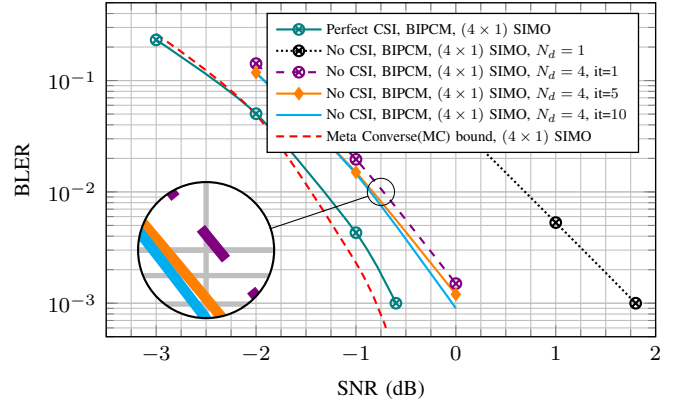 Perfect CSI, BIPCM, (4 × 1) SIMO
No CSI, BIPCM, (4 × 1) SIMO, N_d = 1
No CSI, BIPCM, (4 × 1) SIMO, N_d = 4, it=1
No CSI, BIPCM, (4 × 1) SIMO, N_d = 4, it=5
No CSI, BIPCM, (4 × 1) SIMO, N_d = 4, it=10
Meta Converse(MC) bound, (4 × 1) SIMO
BLER
10^{−1}
10^{−2}
10^{−3}
−3 −2 −1 0 1 2
SNR (dB)